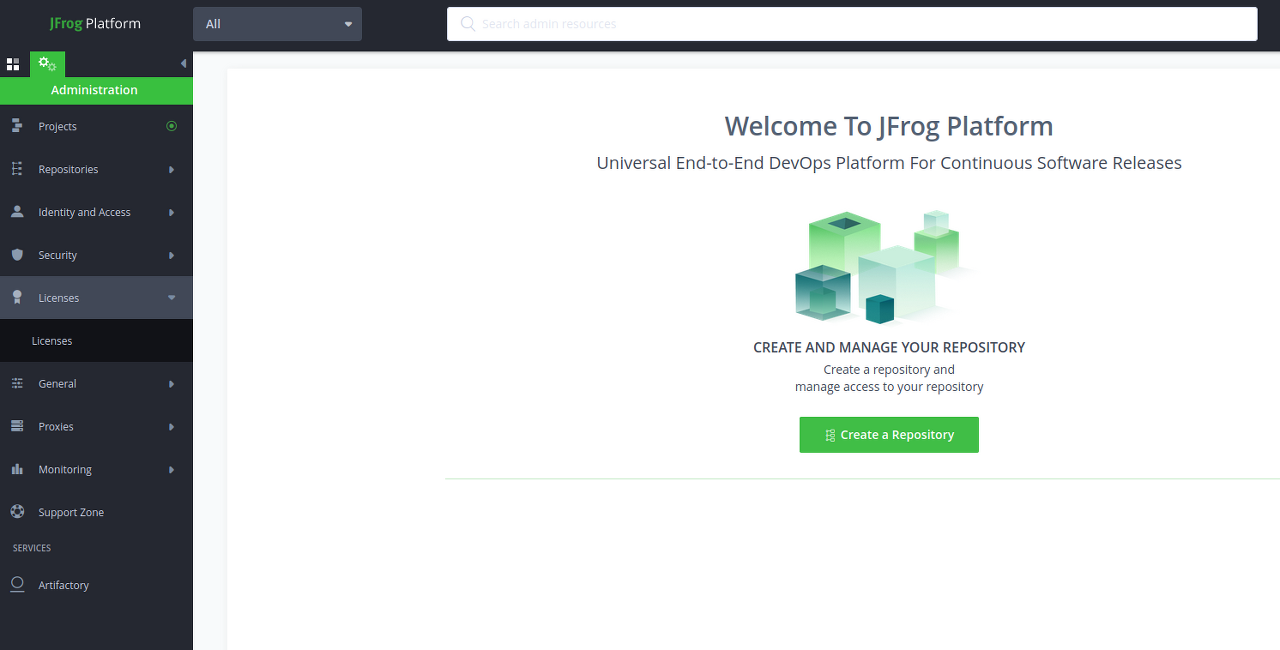 JFrog Platform
All
Search admin resources
Administration
Projects
Repositories
Identity and Access
Security
Licenses
Licenses
General
Proxies
Monitoring
Support Zone
SERVICES
Artifactory
Welcome To JFrog Platform
Universal End-to-End DevOps Platform For Continuous Software Releases
CREATE AND MANAGE YOUR REPOSITORY
Create a repository and
manage access to your repository
Create a Repository